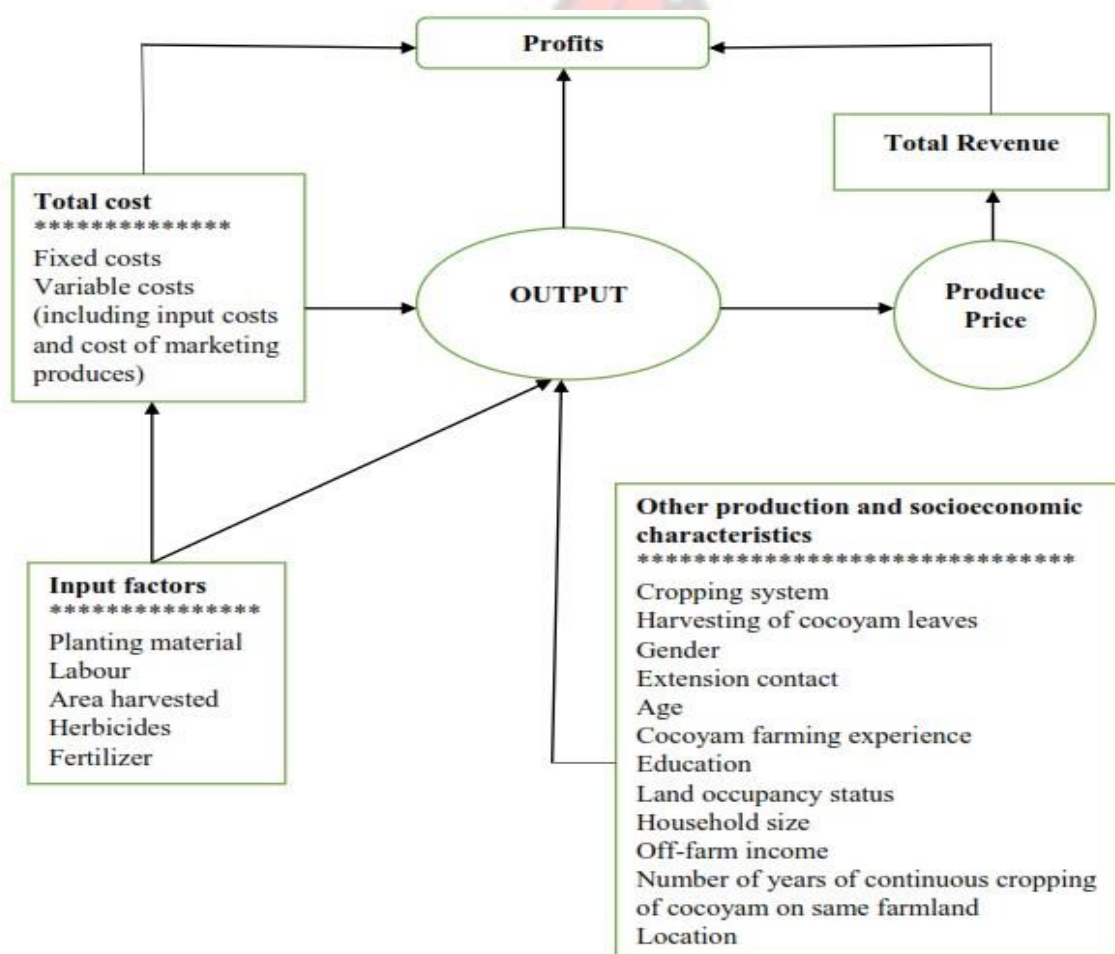 Profits
Total Revenue
Total cost
**************
Fixed costs
Variable costs
(including input costs
and cost of marketing
produces)
OUTPUT
Produce
Price
Input factors
***************
Planting material
Labour
Area harvested
Herbicides
Fertilizer
Other production and socioeconomic
characteristics
*******************************
Cropping system
Harvesting of cocoyam leaves
Gender
Extension contact
Age
Cocoyam farming experience
Education
Land occupancy status
Household size
Off-farm income
Number of years of continuous cropping
of cocoyam on same farmland
Location